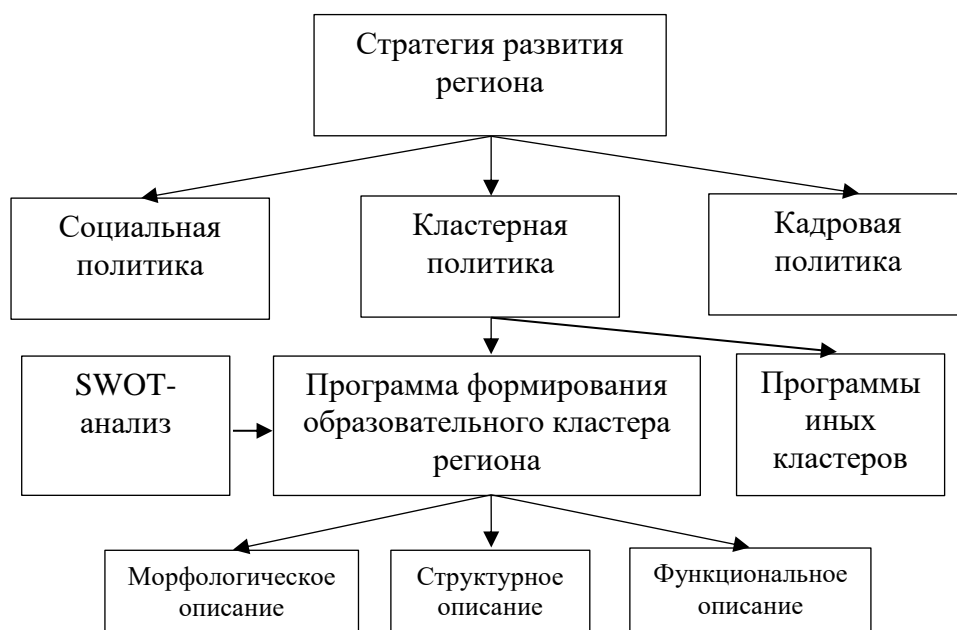 Стратегия развития
региона
Социальная
политика
Кластерная
политика
Кадровая
политика
SWOT-
анализ
Программа формирования
образовательного кластера
региона
Программы
иных
кластеров
Морфологическое
описание
Структурное
описание
Функциональное
описание